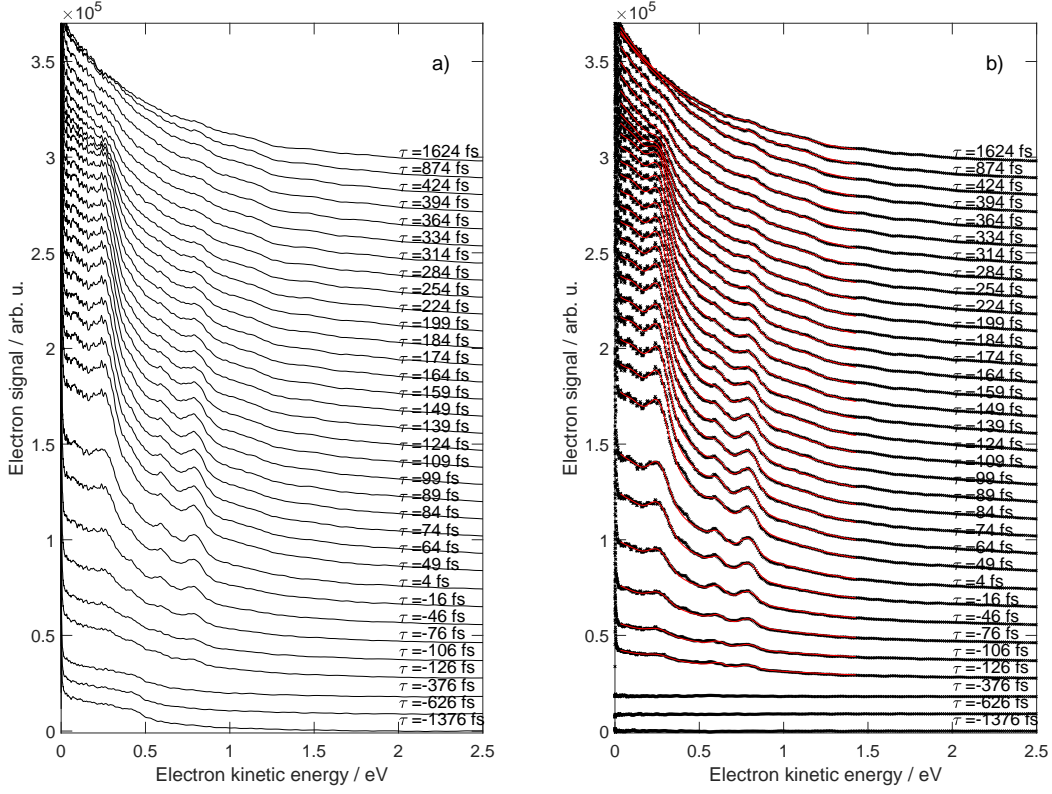 ×10⁵
a)
3.5
3
2.5
2
1.5
1
0.5
0
Electron signal / arb. u.
τ =1624 fs
τ =874 fs
τ =424 fs
τ =394 fs
τ =364 fs
τ =334 fs
τ =314 fs
τ =284 fs
τ =254 fs
τ =224 fs
τ =199 fs
τ =184 fs
τ =174 fs
τ =164 fs
τ =159 fs
τ =149 fs
τ =139 fs
τ =124 fs
τ =109 fs
τ =99 fs
τ =89 fs
τ =84 fs
τ =74 fs
τ =64 fs
τ =49 fs
τ =4 fs
τ =-16 fs
τ =-46 fs
τ =-76 fs
τ =-106 fs
τ =-126 fs
τ =-376 fs
τ =-626 fs
τ =-1376 fs
0 0.5 1 1.5 2 2.5
Electron kinetic energy / eV
×10⁵
b)
3.5
3
2.5
2
1.5
1
0.5
0
Electron signal / arb. u.
τ =1624 fs
τ =874 fs
τ =424 fs
τ =394 fs
τ =364 fs
τ =334 fs
τ =314 fs
τ =284 fs
τ =254 fs
τ =224 fs
τ =199 fs
τ =184 fs
τ =174 fs
τ =164 fs
τ =159 fs
τ =149 fs
τ =139 fs
τ =124 fs
τ =109 fs
τ =99 fs
τ =89 fs
τ =84 fs
τ =74 fs
τ =64 fs
τ =49 fs
τ =4 fs
τ =-16 fs
τ =-46 fs
τ =-76 fs
τ =-106 fs
τ =-126 fs
τ =-376 fs
τ =-626 fs
τ =-1376 fs
0 0.5 1 1.5 2 2.5
Electron kinetic energy / eV